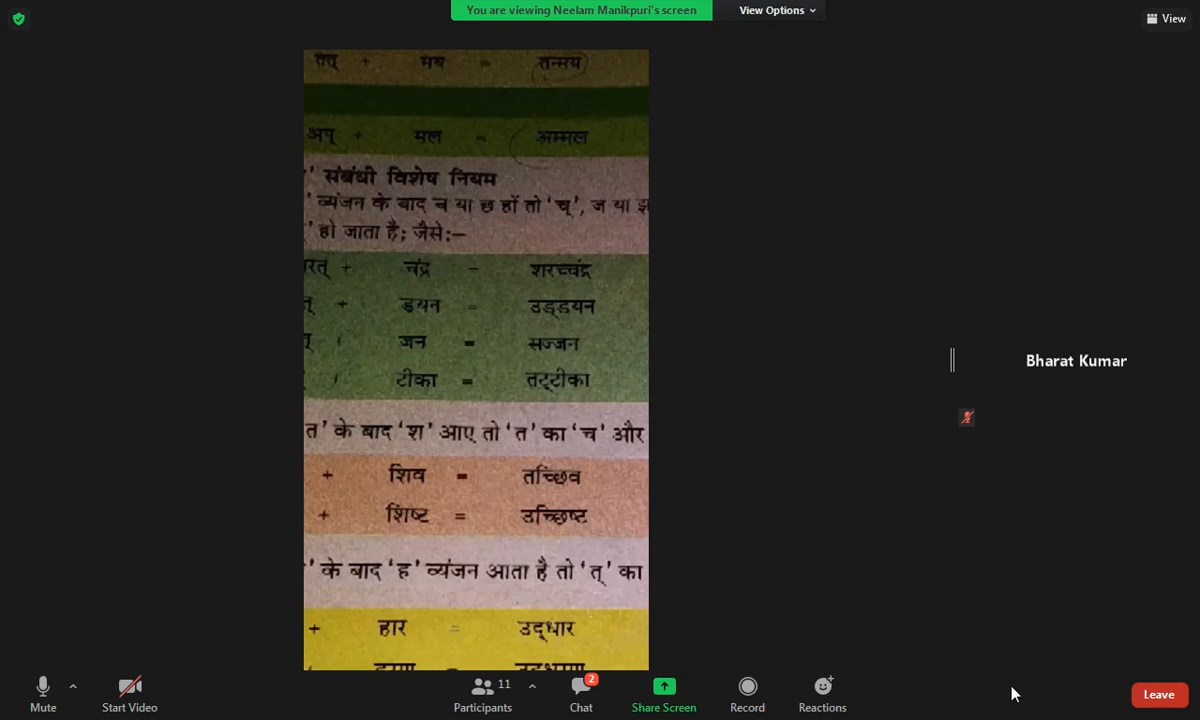 You are viewing Neelam Manikpuri's screen View Options
View
तत् + मय = तन्मय
अप् + मल = अम्मल
संबंधी विशेष नियम
व्यंजन के बाद च या छ हों तो 'च्', ज या झ
हो जाता है; जैसे:–
रत् + चंद्र = शरच्चंद्र
त् + डयन = उड्डयन
जन = सज्जन
टीका = तट्टीका
त' के बाद 'श' आए तो 'त' का 'च' और
+ शिव = तच्छिव
+ शिष्ट = उच्छिष्ट
' के बाद 'ह' व्यंजन आता है तो 'त्' का
+ हार = उद्धार
Bharat Kumar
Mute Start Video 11 Participants 2 Chat Share Screen Record Reactions Leave